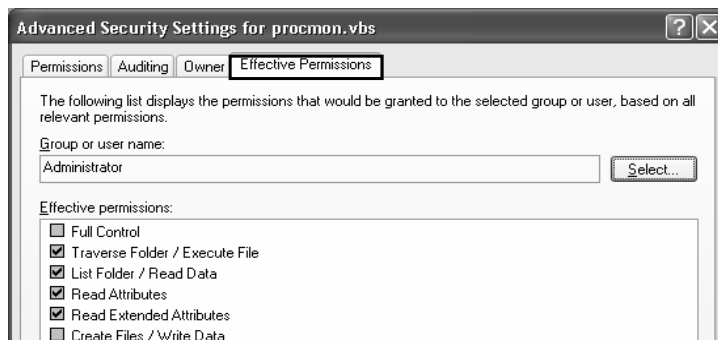 Advanced Security Settings for procmon.vbs
Permissions Auditing Owner Effective Permissions
The following list displays the permissions that would be granted to the selected group or user, based on all
relevant permissions.
Group or user name:
Administrator
Select...
Effective permissions:
Full Control
Traverse Folder / Execute File
List Folder / Read Data
Read Attributes
Read Extended Attributes
Create Files / Write Data